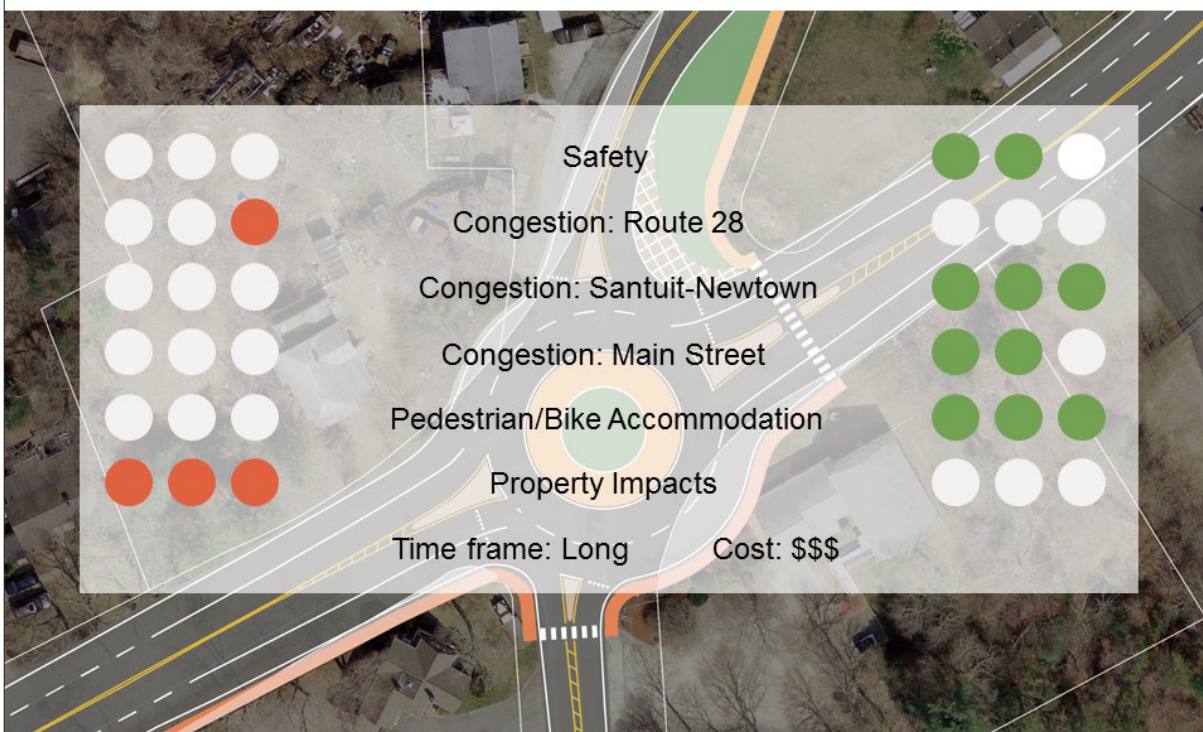 Safety
Congestion: Route 28
Congestion: Santuit-Newtown
Congestion: Main Street
Pedestrian/Bike Accommodation
Property Impacts
Time frame: Long Cost: $$$